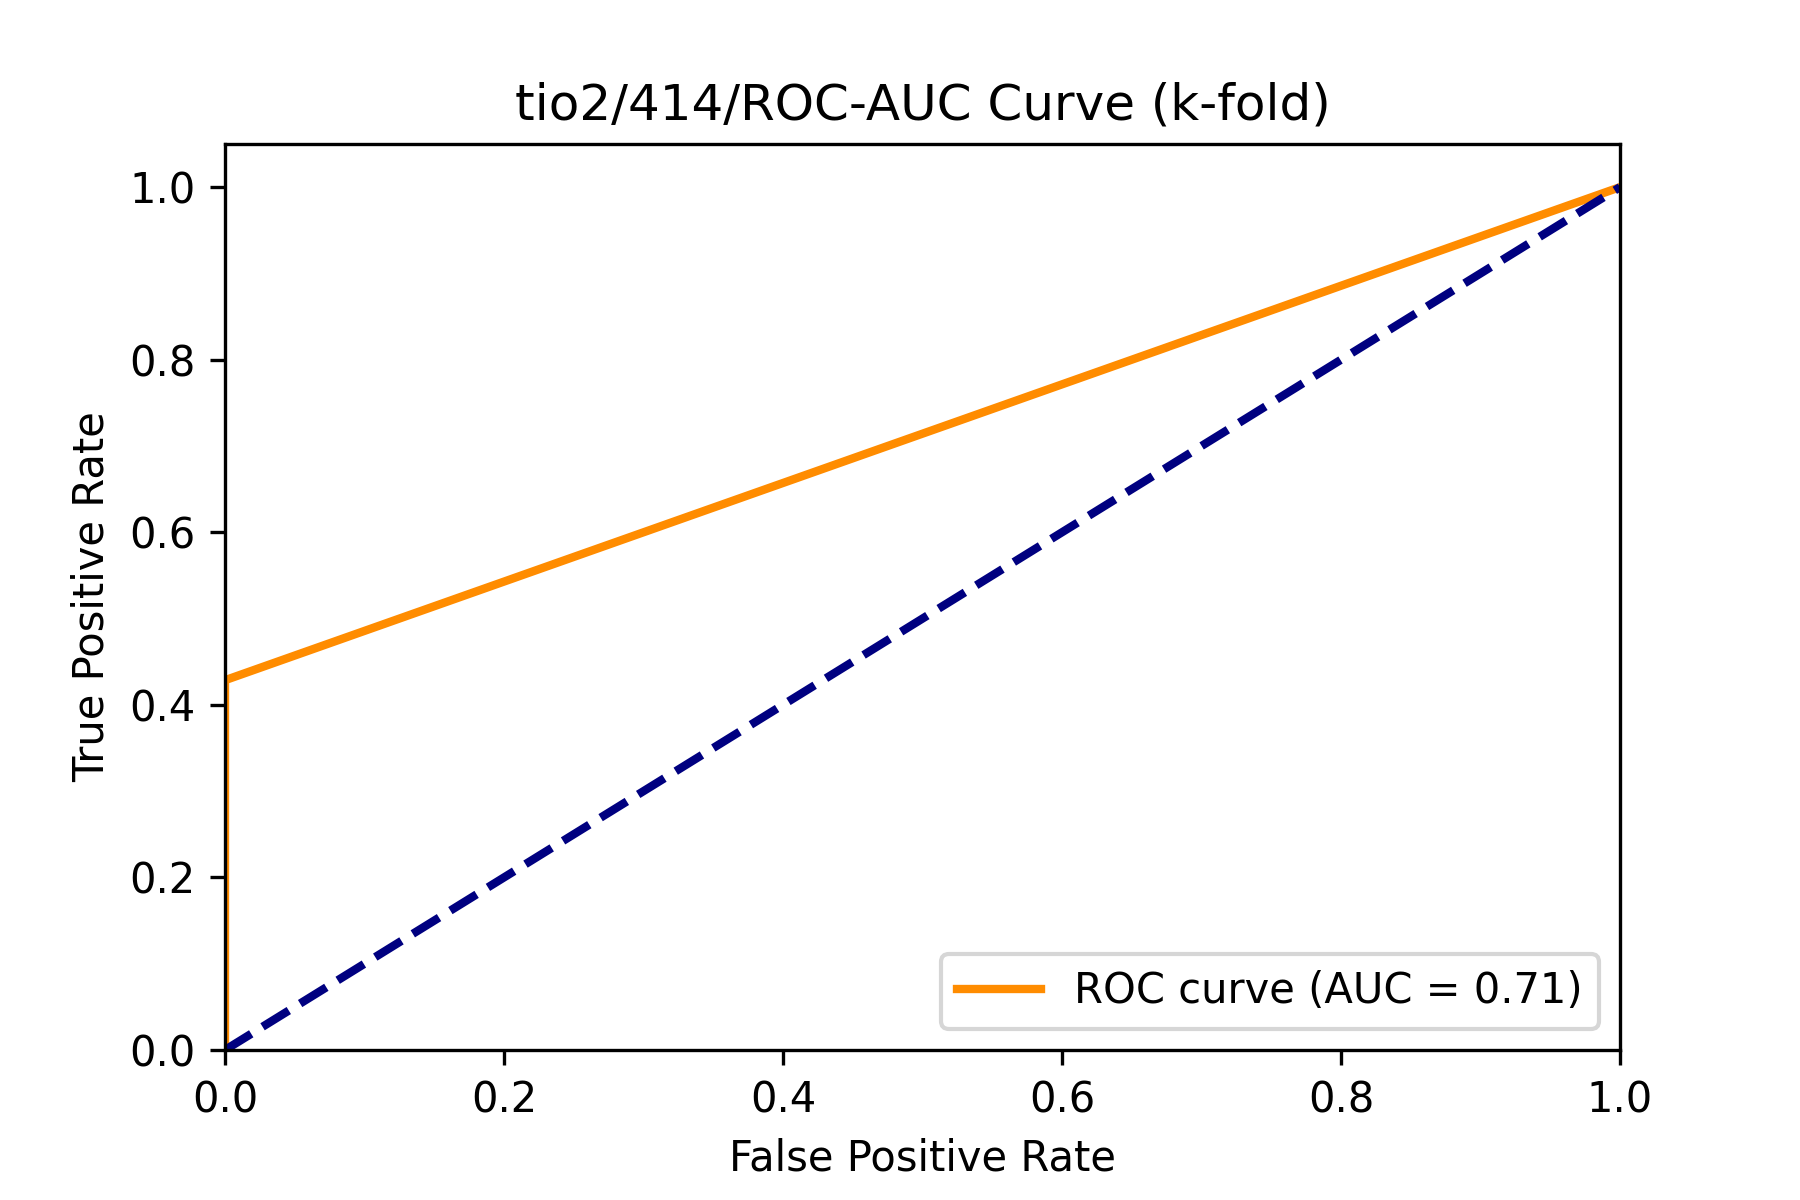 tio2/414/ROC-AUC Curve (k-fold)
1.0
0.8
0.6
0.4
0.2
0.0
True Positive Rate
ROC curve (AUC = 0.71)
0.0 0.2 0.4 0.6 0.8 1.0
False Positive Rate